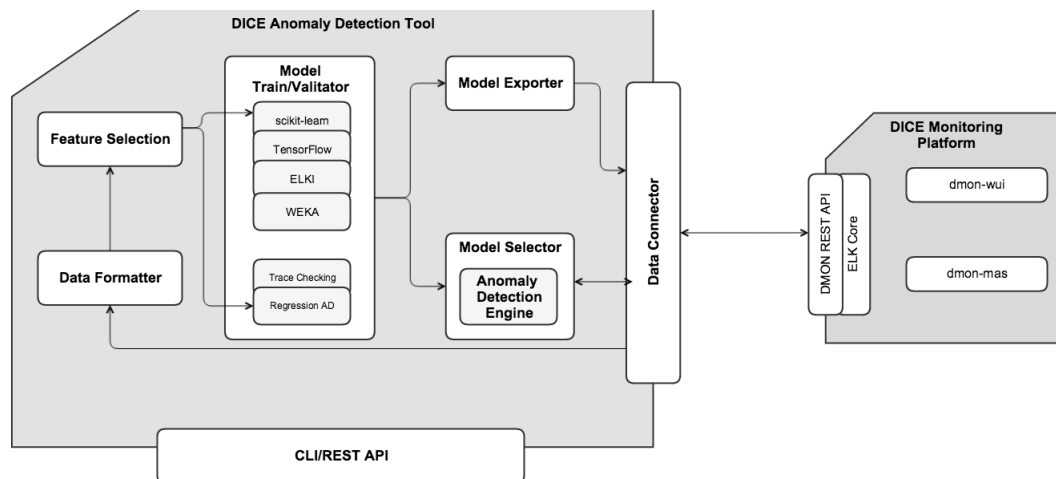 DICE Anomaly Detection Tool
Model
Train/Valitator
scikit-learn
TensorFlow
ELKI
WEKA
Trace Checking
Regression AD
Feature Selection
Data Formatter
Model Exporter
Model Selector
Anomaly
Detection
Engine
Data Connector
CLI/REST API
DICE Monitoring
Platform
DMON REST API
ELK Core
dmon-wui
dmon-mas